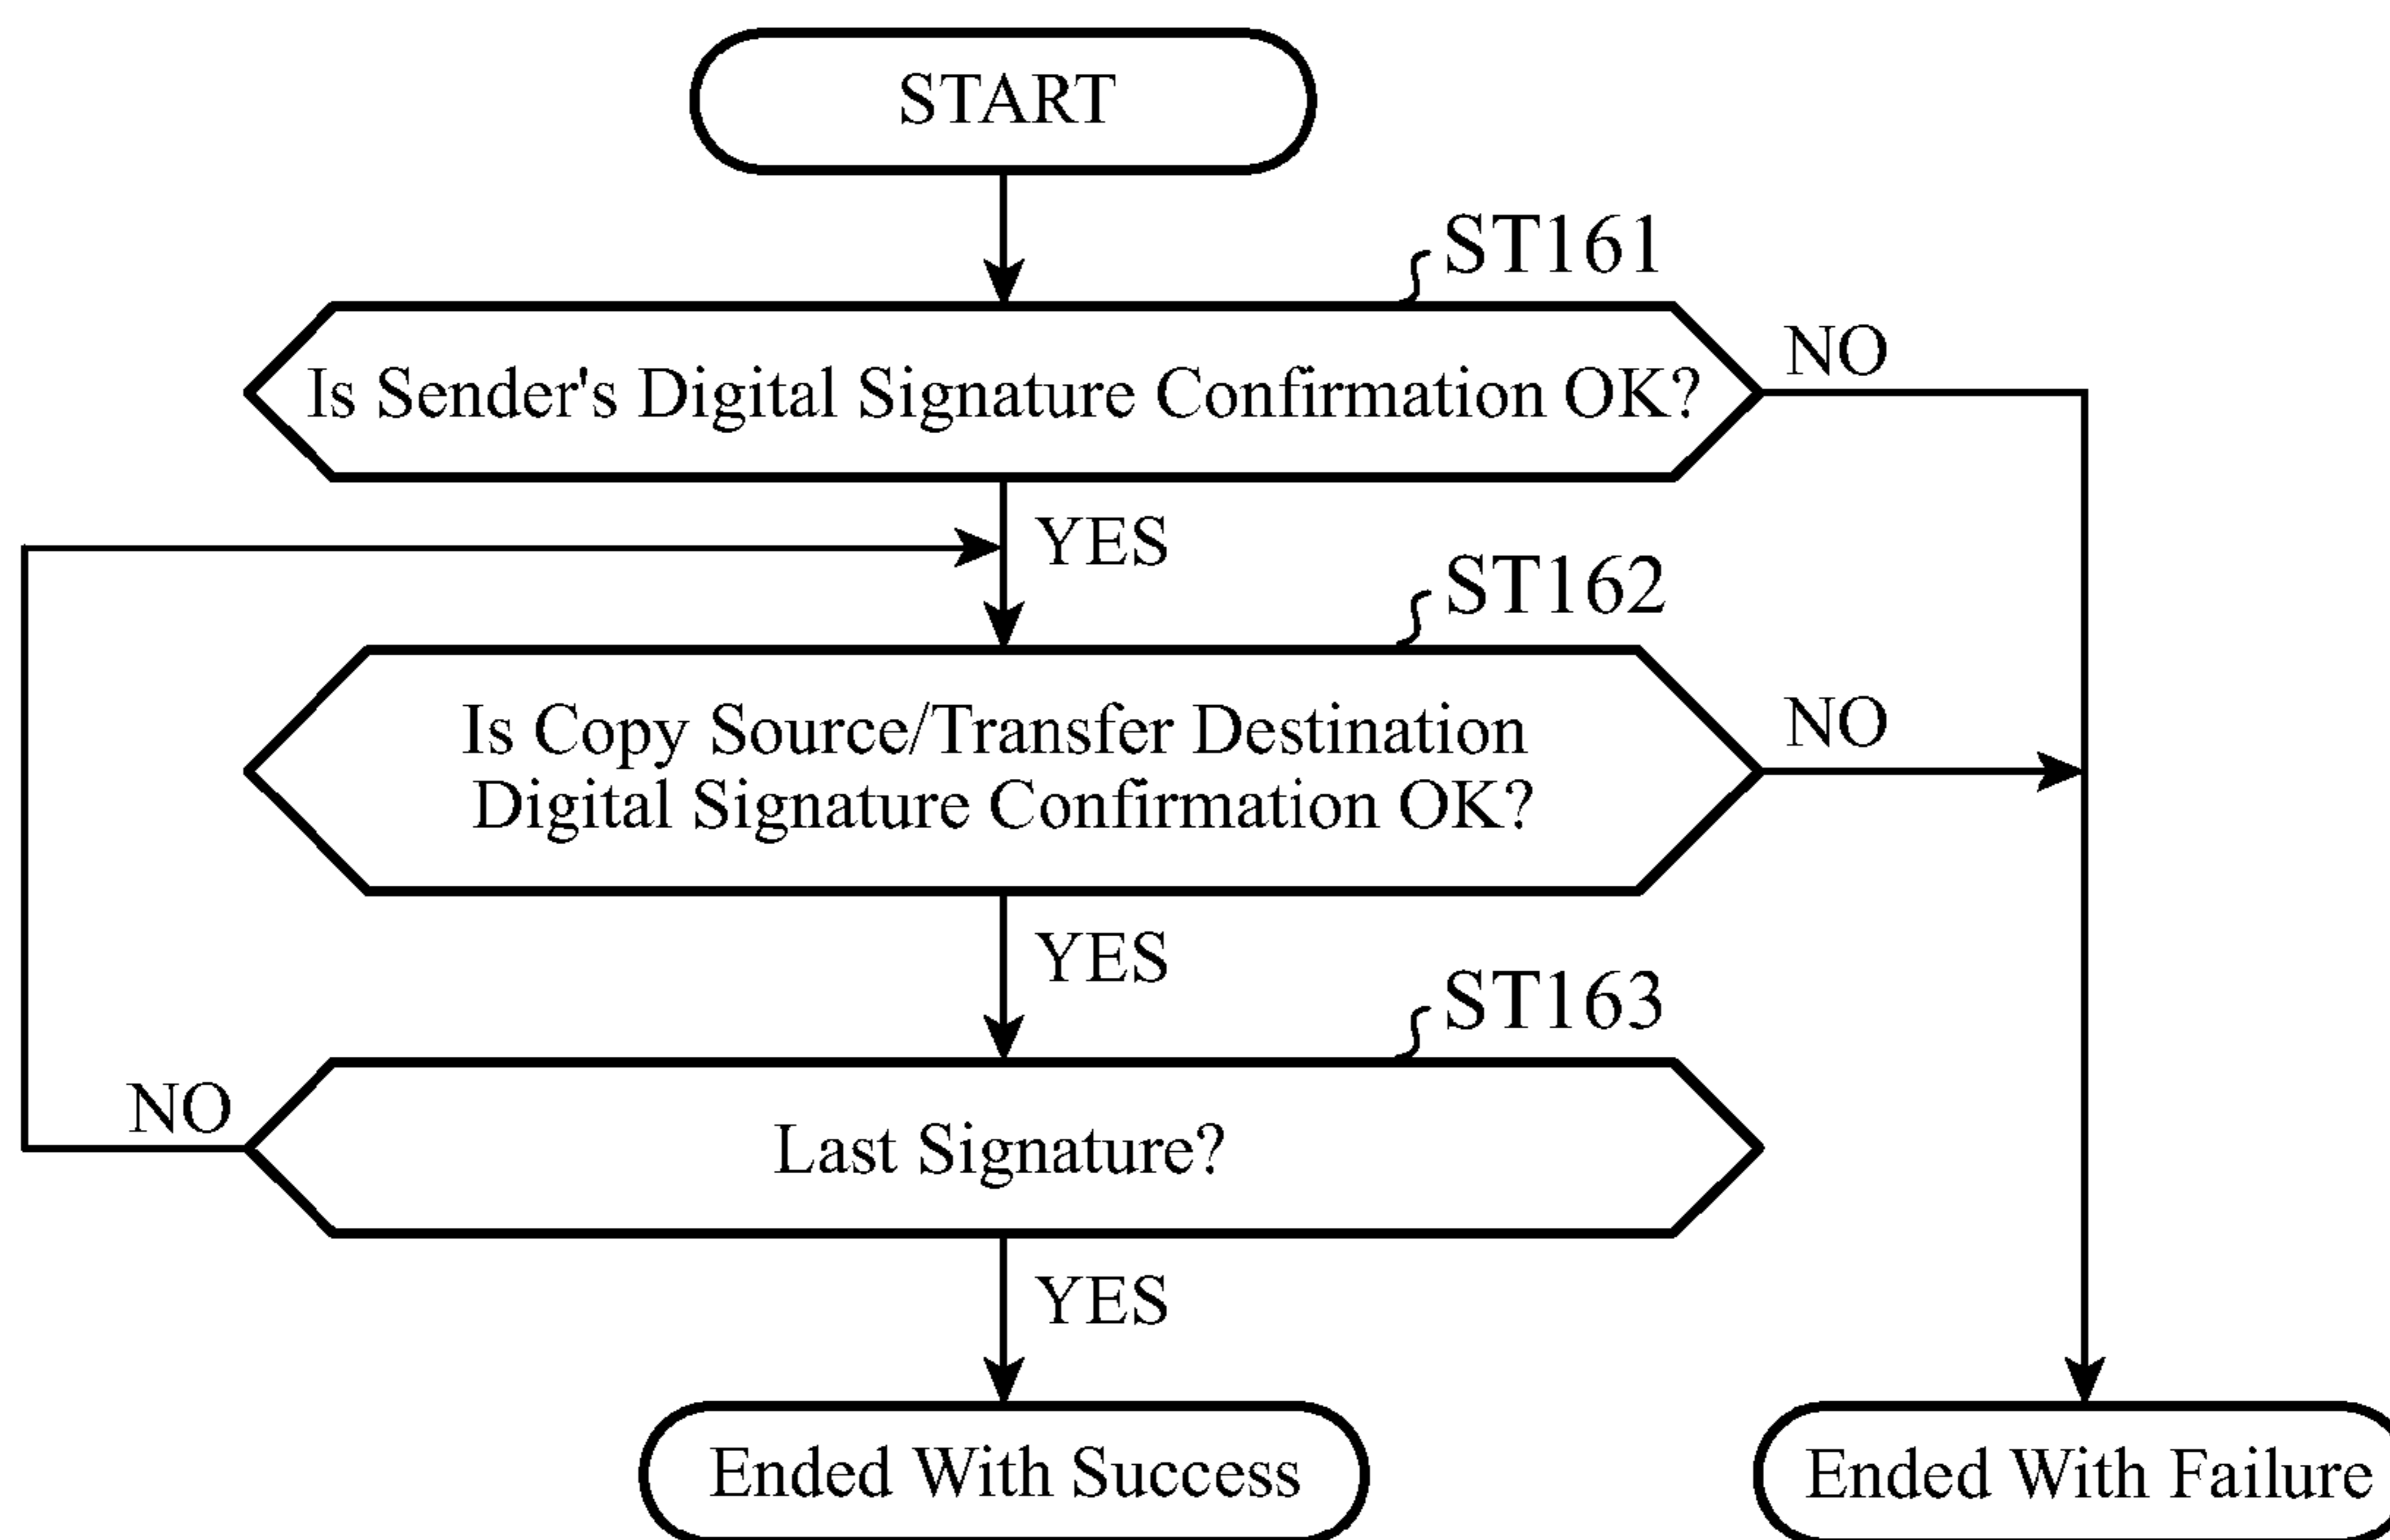 START
ST161
Is Sender's Digital Signature Confirmation OK?
NO
YES
ST162
Is Copy Source/Transfer Destination
Digital Signature Confirmation OK?
NO
YES
ST163
NO
Last Signature?
YES
Ended With Success
Ended With Failure